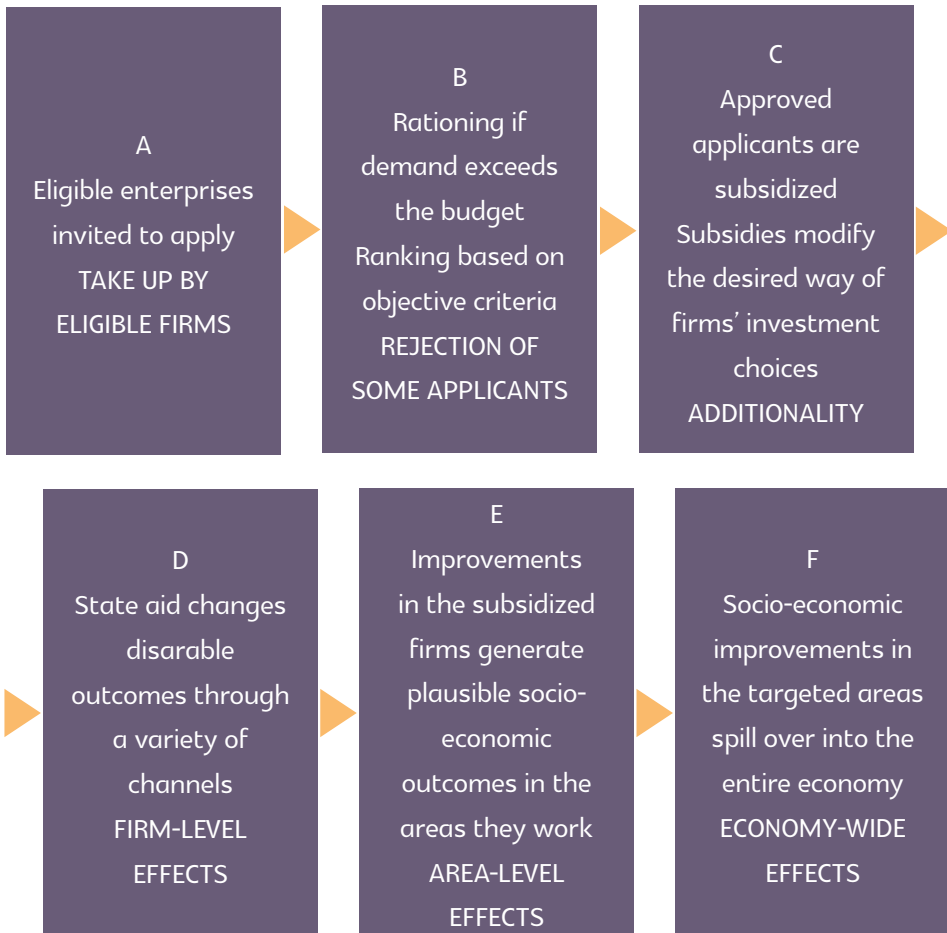 A
Eligible enterprises
invited to apply
TAKE UP BY
ELIGIBLE FIRMS
B
Rationing if
demand exceeds
the budget
Ranking based on
objective criteria
REJECTION OF
SOME APPLICANTS
C
Approved
applicants are
subsidized
Subsidies modify
the desired way of
firms’ investment
choices
ADDITIONALITY
D
State aid changes
disarable
outcomes through
a variety of
channels
FIRM-LEVEL
EFFECTS
E
Improvements
in the subsidized
firms generate
plausible socio-
economic
outcomes in the
areas they work
AREA-LEVEL
EFFECTS
F
Socio-economic
improvements in
the targeted areas
spill over into the
entire economy
ECONOMY-WIDE
EFFECTS